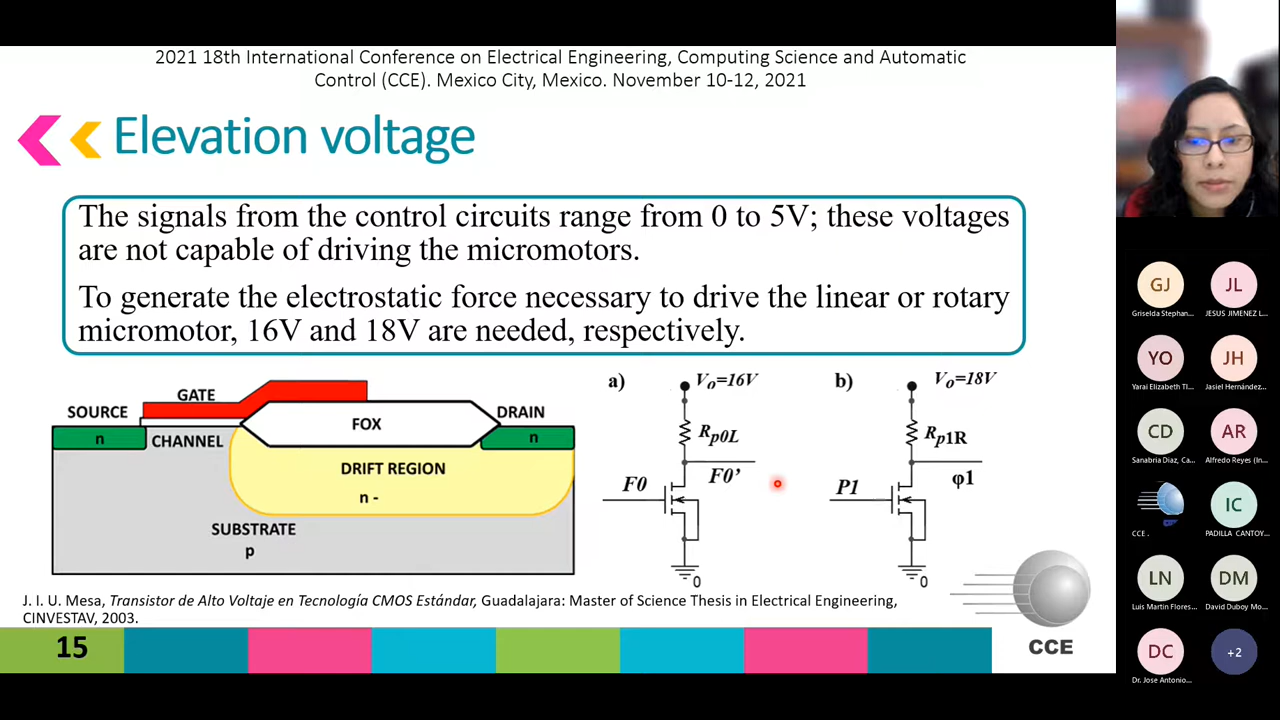 2021 18th International Conference on Electrical Engineering, Computing Science and Automatic
Control (CCE). Mexico City, Mexico. November 10-12, 2021
Elevation voltage
The signals from the control circuits range from 0 to 5V; these voltages
are not capable of driving the micromotors.
To generate the electrostatic force necessary to drive the linear or rotary
micromotor, 16V and 18V are needed, respectively.
GATE
SOURCE
DRAIN
FOX
n
CHANNEL
n
DRIFT REGION
n -
SUBSTRATE
p
a)
Vo=16V
Rp0L
F0
F0’
0
b)
Vo=18V
Rp1R
P1
φ1
0
J. I. U. Mesa, Transistor de Alto Voltaje en Tecnología CMOS Estándar, Guadalajara: Master of Science Thesis in Electrical Engineering,
CINVESTAV, 2003.
15
CCE
GJ
Griselda Stephan...
JL
JESUS JIMENEZ L...
YO
Yarai Elizabeth Tl...
JH
Jasiel Hernández...
CD
Sanabria Diaz, Ca...
AR
Alfredo Reyes (In...
CCE .
IC
PADILLA CANTOY...
LN
Luis Martin Flores...
DM
David Duboy Mo...
DC
Dr. Jose Antonio...
+2